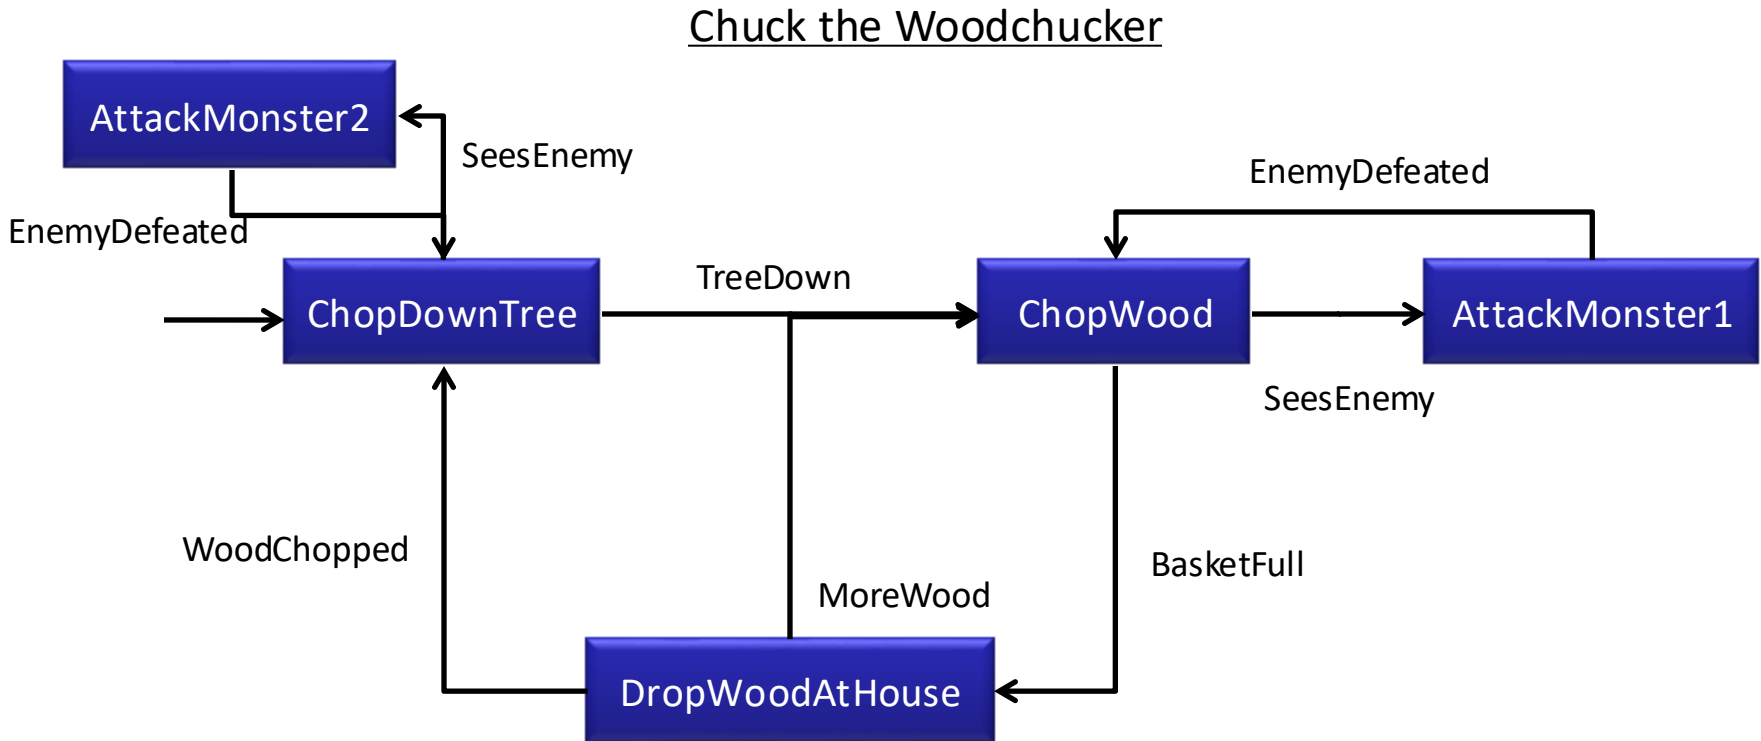 Chuck the Woodchucker
AttackMonster2
SeesEnemy
EnemyDefeated
EnemyDefeated
ChopDownTree
TreeDown
ChopWood
AttackMonster1
SeesEnemy
WoodChopped
BasketFull
MoreWood
DropWoodAtHouse